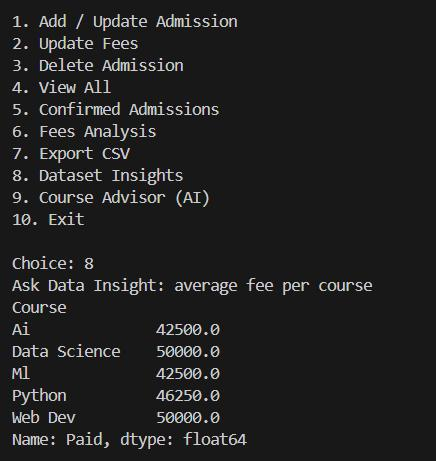 1. Add / Update Admission
2. Update Fees
3. Delete Admission
4. View All
5. Confirmed Admissions
6. Fees Analysis
7. Export CSV
8. Dataset Insights
9. Course Advisor (AI)
10. Exit

Choice: 8
Ask Data Insight: average fee per course
Course
Ai              42500.0
Data Science    50000.0
Ml              42500.0
Python          46250.0
Web Dev         50000.0
Name: Paid, dtype: float64